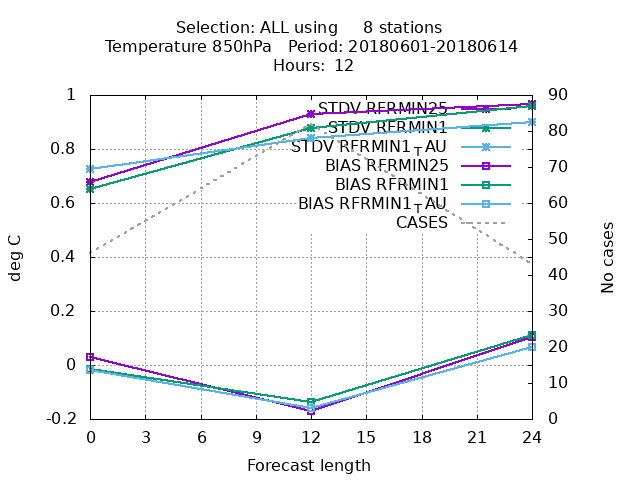 Selection: ALL using     8 stations
Temperature 850hPa   Period: 20180601-20180614
Hours:  12
1
0.8
0.6
0.4
0.2
0
-0.2
deg C
90
80
70
60
50
40
30
20
10
0
No cases
STDV RFRMIN25
STDV RFRMIN1
STDV RFRMIN1TAU
BIAS RFRMIN25
BIAS RFRMIN1
BIAS RFRMIN1TAU
CASES
0 3 6 9 12 15 18 21 24
Forecast length